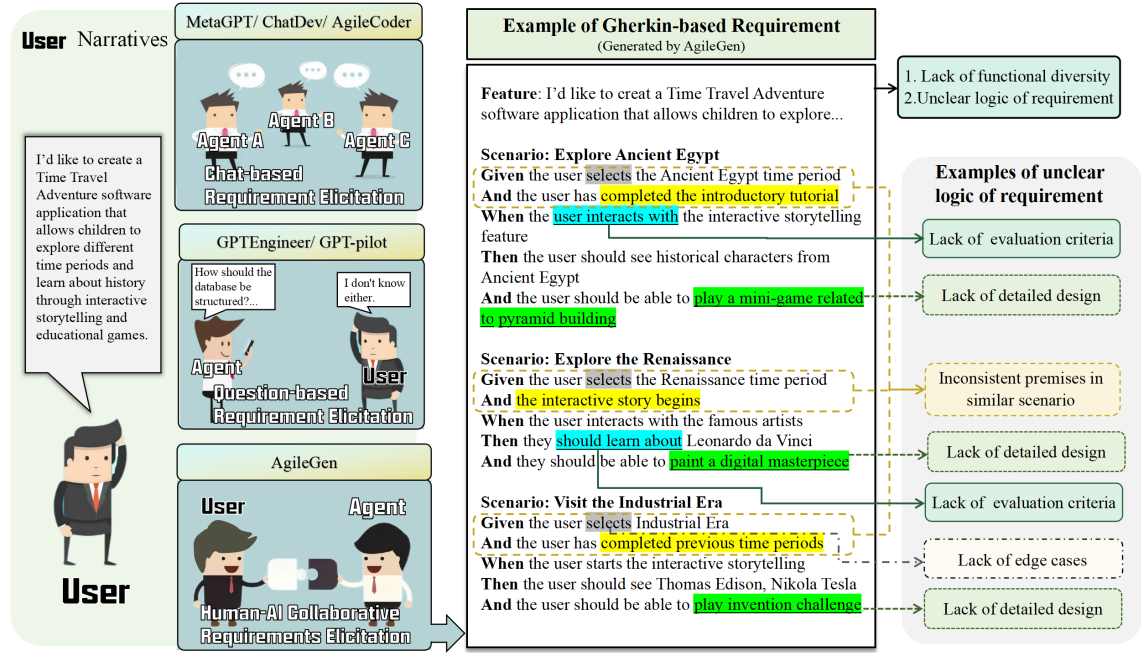 User Narratives
I'd like to create a
Time Travel
Adventure software
application that
allows children to
explore different
time periods and
learn about history
through interactive
storytelling and
educational games.
User
MetaGPT/ ChatDev/ AgileCoder
Agent A
Agent B
Agent C
Chat-based
Requirement Elicitation
GPTEngineer/ GPT-pilot
How should the
database be
structured?...
I don't know
either.
Agent
User
Question-based
Requirement Elicitation
AgileGen
User
Agent
Human-AI Collaborative
Requirements Elicitation
Example of Gherkin-based Requirement
(Generated by AgileGen)
Feature: I'd like to creat a Time Travel Adventure
software application that allows children to explore...
Scenario: Explore Ancient Egypt
Given the user selects the Ancient Egypt time period
And the user has completed the introductory tutorial
When the user interacts with the interactive storytelling
feature
Then the user should see historical characters from
Ancient Egypt
And the user should be able to play a mini-game related
to pyramid building
Scenario: Explore the Renaissance
Given the user selects the Renaissance time period
And the interactive story begins
When the user interacts with the famous artists
Then they should learn about Leonardo da Vinci
And they should be able to paint a digital masterpiece
Scenario: Visit the Industrial Era
Given the user selects Industrial Era
And the user has completed previous time periods
When the user starts the interactive storytelling
Then the user should see Thomas Edison, Nikola Tesla
And the user should be able to play invention challenge
1. Lack of functional diversity
2.Unclear logic of requirement
Examples of unclear
logic of requirement
Lack of evaluation criteria
Lack of detailed design
Inconsistent premises in
similar scenario
Lack of detailed design
Lack of evaluation criteria
Lack of edge cases
Lack of detailed design